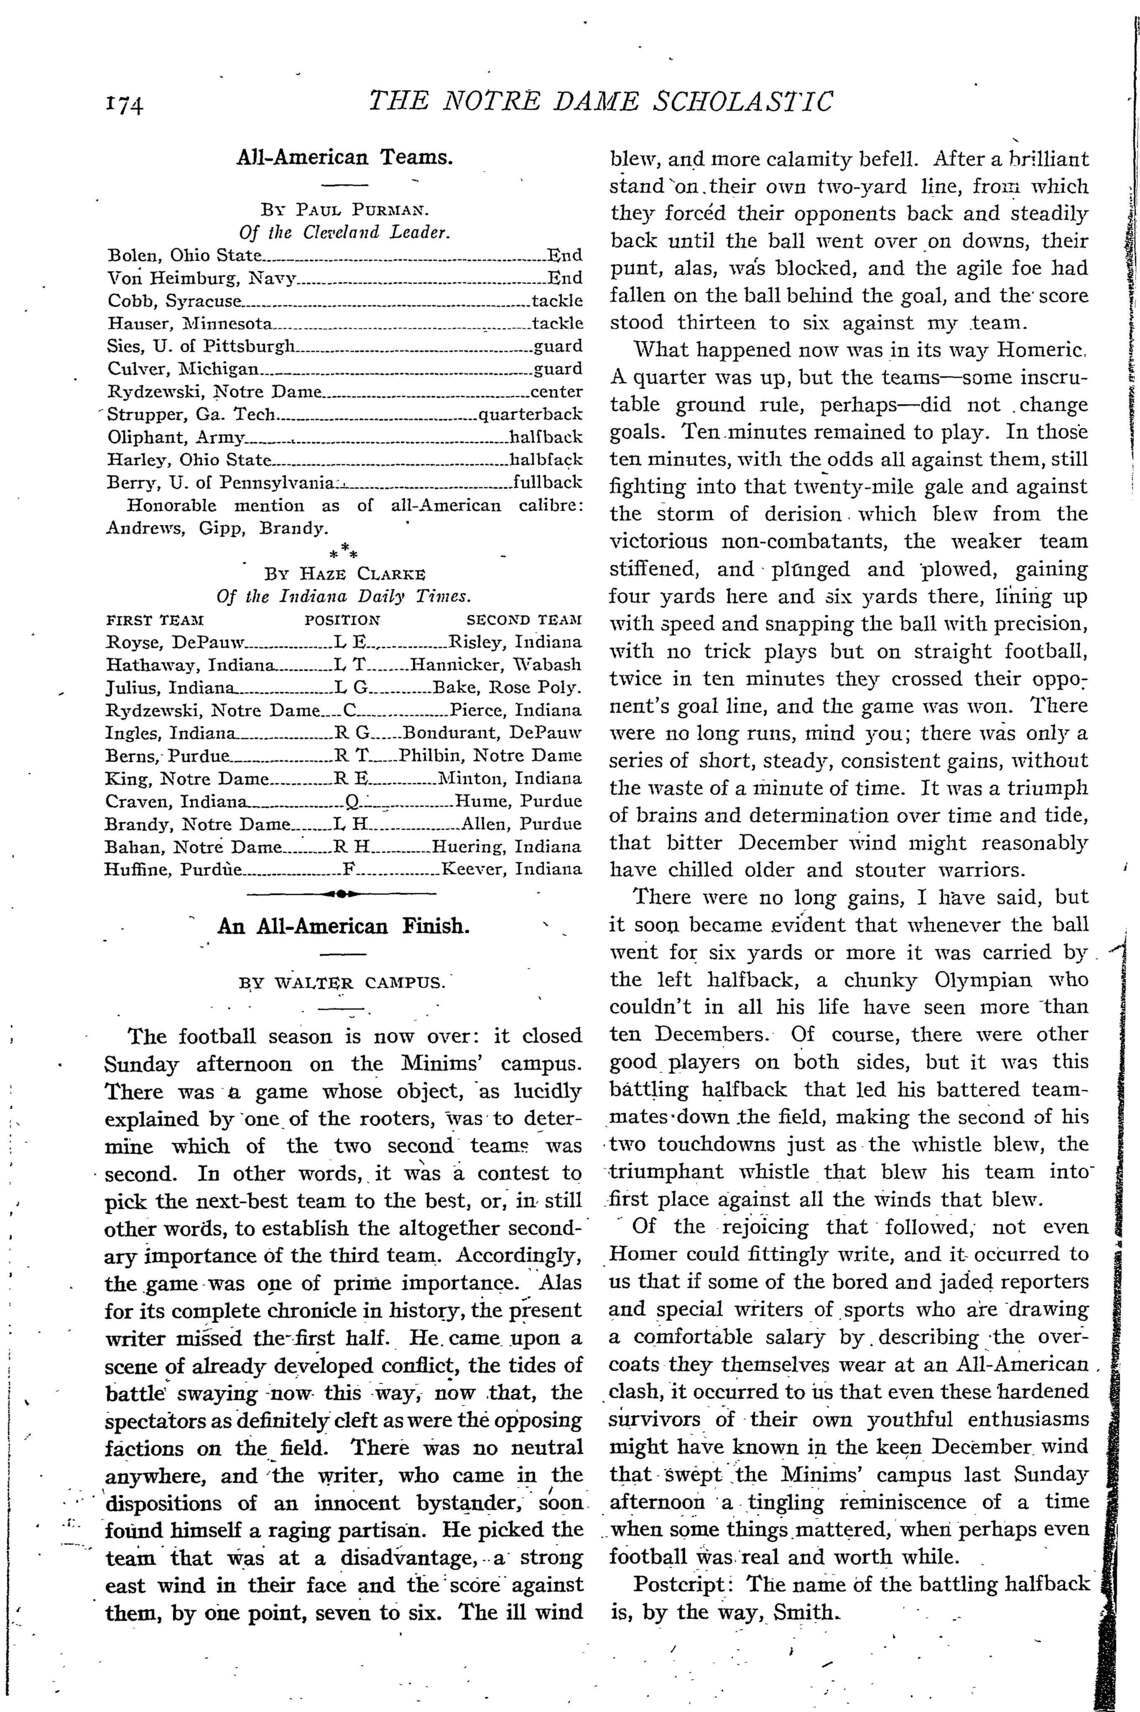 174
THE NOTRE DAME SCHOLASTIC
All-American Teams.
BY PAUL PURMAN.
Of the Cleveland Leader.
Bolen, Ohio State End
Von Heimburg, Navy End
Cobb, Syracuse tackle
Hauser, Minnesota tackle
Sies, U. of Pittsburgh guard
Culver, Michigan guard
Rydzewski, Notre Dame center
Strupper, Ga. Tech quarterback
Oliphant, Army halfback
Harley, Ohio State halbfack
Berry, U. of Pennsylvania fullback
Honorable mention as of all-American calibre:
Andrews, Gipp, Brandy.
***
BY HAZE CLARKE
Of the Indiana Daily Times.
FIRST TEAM POSITION SECOND TEAM
Royse, DePauw L E Risley, Indiana
Hathaway, Indiana L T Hannicker, Wabash
Julius, Indiana L G Bake, Rose Poly.
Rydzewski, Notre Dame C Pierce, Indiana
Ingles, Indiana R G Bondurant, DePauw
Berns, Purdue R T Philbin, Notre Dame
King, Notre Dame R E Minton, Indiana
Craven, Indiana Q Hume, Purdue
Brandy, Notre Dame L H Allen, Purdue
Bahan, Notre Dame R H Huering, Indiana
Huffine, Purdue F Keever, Indiana
An All-American Finish.
BY WALTER CAMPUS.
The football season is now over: it closed
Sunday afternoon on the Minims' campus.
There was a game whose object, as lucidly
explained by one of the rooters, was to deter-
mine which of the two second teams was
second. In other words, it was a contest to
pick the next-best team to the best, or, in still
other words, to establish the altogether second-
ary importance of the third team. Accordingly,
the game was one of prime importance. Alas
for its complete chronicle in history, the present
writer missed the first half. He came upon a
scene of already developed conflict, the tides of
battle swaying now this way, now that, the
spectators as definitely cleft as were the opposing
factions on the field. There was no neutral
anywhere, and the writer, who came in the
dispositions of an innocent bystander, soon
found himself a raging partisan. He picked the
team that was at a disadvantage, a strong
east wind in their face and the score against
them, by one point, seven to six. The ill wind
blew, and more calamity befell. After a brilliant
stand on their own two-yard line, from which
they forced their opponents back and steadily
back until the ball went over on downs, their
punt, alas, was blocked, and the agile foe had
fallen on the ball behind the goal, and the score
stood thirteen to six against my team.
What happened now was in its way Homeric.
A quarter was up, but the teams—some inscru-
table ground rule, perhaps—did not change
goals. Ten minutes remained to play. In those
ten minutes, with the odds all against them, still
fighting into that twenty-mile gale and against
the storm of derision which blew from the
victorious non-combatants, the weaker team
stiffened, and plunged and plowed, gaining
four yards here and six yards there, lining up
with speed and snapping the ball with precision,
with no trick plays but on straight football,
twice in ten minutes they crossed their oppo-
nent's goal line, and the game was won. There
were no long runs, mind you; there was only a
series of short, steady, consistent gains, without
the waste of a minute of time. It was a triumph
of brains and determination over time and tide,
that bitter December wind might reasonably
have chilled older and stouter warriors.
There were no long gains, I have said, but
it soon became evident that whenever the ball
went for six yards or more it was carried by
the left halfback, a chunky Olympian who
couldn't in all his life have seen more than
ten Decembers. Of course, there were other
good players on both sides, but it was this
battling halfback that led his battered team-
mates down the field, making the second of his
two touchdowns just as the whistle blew, the
triumphant whistle that blew his team into
first place against all the winds that blew.
Of the rejoicing that followed, not even
Homer could fittingly write, and it occurred to
us that if some of the bored and jaded reporters
and special writers of sports who are drawing
a comfortable salary by describing the over-
coats they themselves wear at an All-American
clash, it occurred to us that even these hardened
survivors of their own youthful enthusiasms
might have known in the keen December wind
that swept the Minims' campus last Sunday
afternoon a tingling reminiscence of a time
when some things mattered, when perhaps even
football was real and worth while.
Postcript: The name of the battling halfback
is, by the way, Smith.